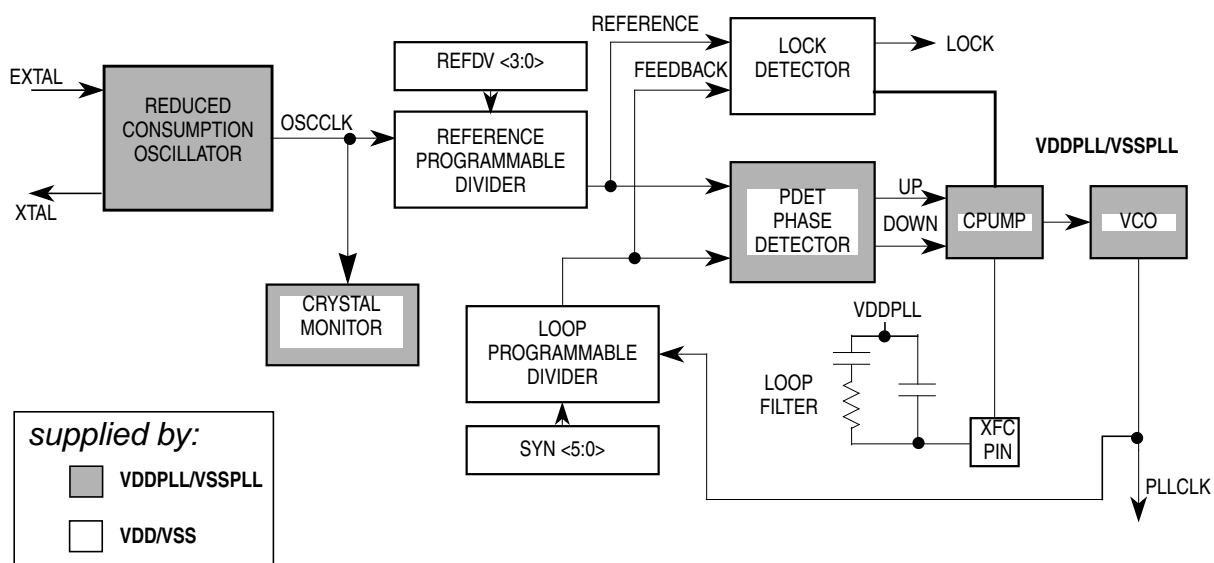 EXTAL
XTAL
REDUCED
CONSUMPTION
OSCILLATOR
OSCCLK
CRYSTAL
MONITOR
REFDV <3:0>
REFERENCE
PROGRAMMABLE
DIVIDER
REFERENCE
FEEDBACK
LOCK
DETECTOR
LOCK
PDET
PHASE
DETECTOR
UP
DOWN
CPUMP
VDDPLL/VSSPLL
VCO
LOOP
PROGRAMMABLE
DIVIDER
SYN <5:0>
VDDPLL
LOOP
FILTER
XFC
PIN
PLLCLK
supplied by:
VDDPLL/VSSPLL
VDD/VSS